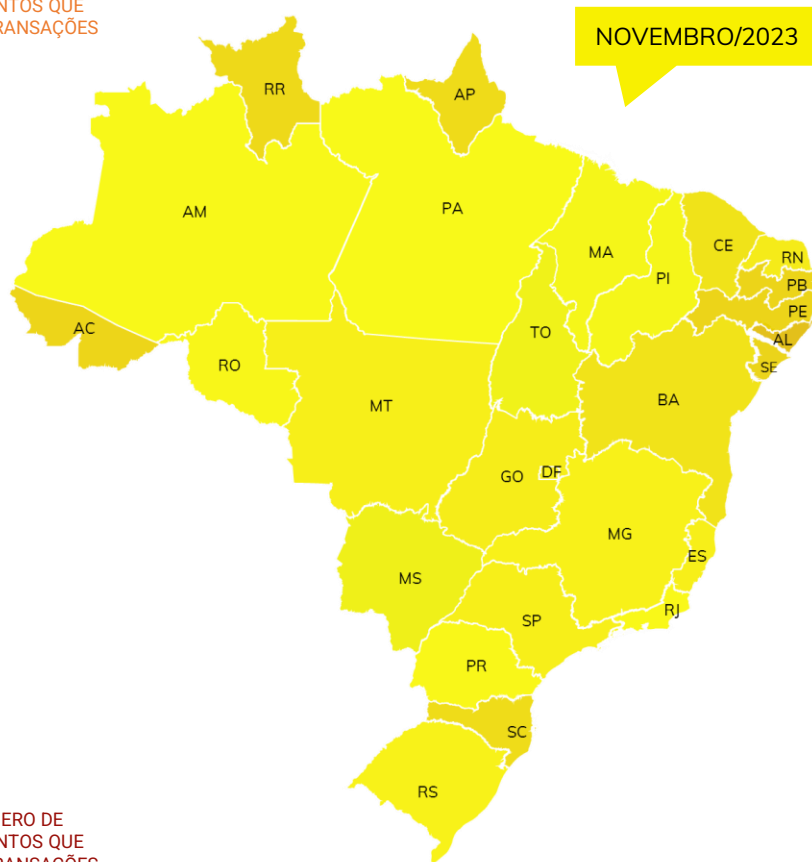 NTOS QUE
RANSAÇÕES
NOVEMBRO/2023
RR
AP
AM
PA
MA
CE
RN
PI
PB
PE
AC
TO
AL
RO
SE
BA
MT
GO
DF
MG
ES
MS
RJ
SP
PR
SC
RS
ERO DE
NTOS QUE
RANSAÇÕES